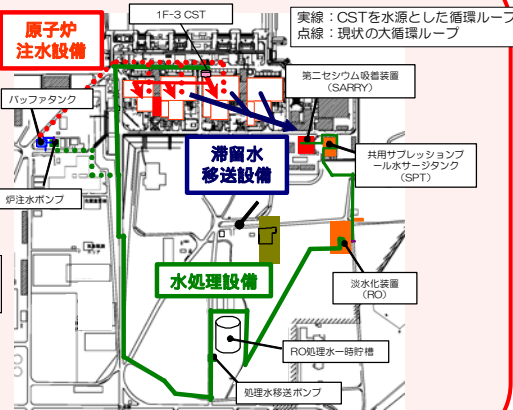 実線：CSTを水源とした循環ループ
点線：現状の大循環ループ
1F-3 CST
原子炉
注水設備
第二セシウム吸着装置
（SARRY）
バッファタンク
共用サプレッションプ
ール水サージタンク
（SPT）
滞留水
移送設備
炉注水ポンプ
水処理設備
淡水化装置
（RO）
RO処理水一時貯槽
処理水移送ポンプ